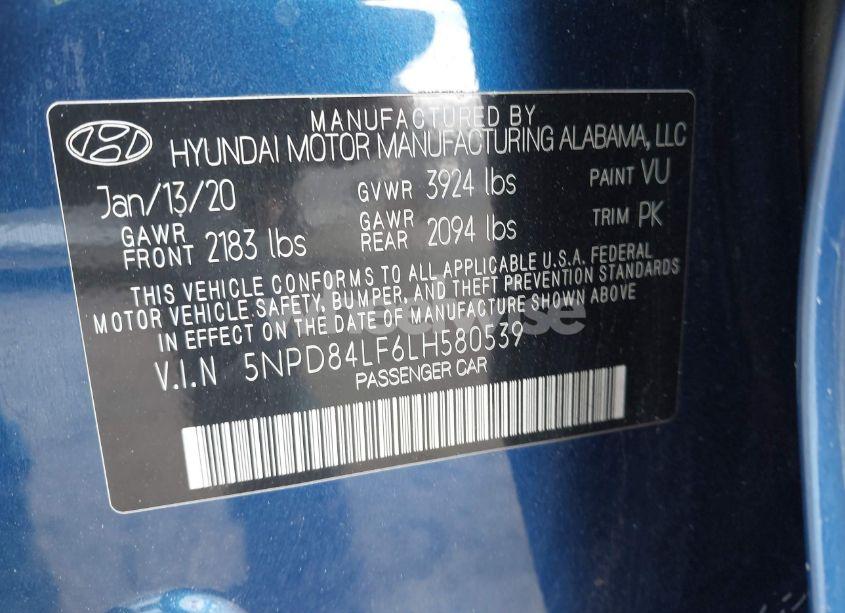 MANUFACTURED BY
HYUNDAI MOTOR MANUFACTURING ALABAMA, LLC
Jan/13/20 GVWR 3924 lbs PAINT VU
GAWR FRONT 2183 lbs GAWR REAR 2094 lbs TRIM PK
THIS VEHICLE CONFORMS TO ALL APPLICABLE U.S.A. FEDERAL
MOTOR VEHICLE SAFETY, BUMPER, AND THEFT PREVENTION STANDARDS
IN EFFECT ON THE DATE OF MANUFACTURE SHOWN ABOVE
V.I.N 5NPD84LF6LH580539
PASSENGER CAR